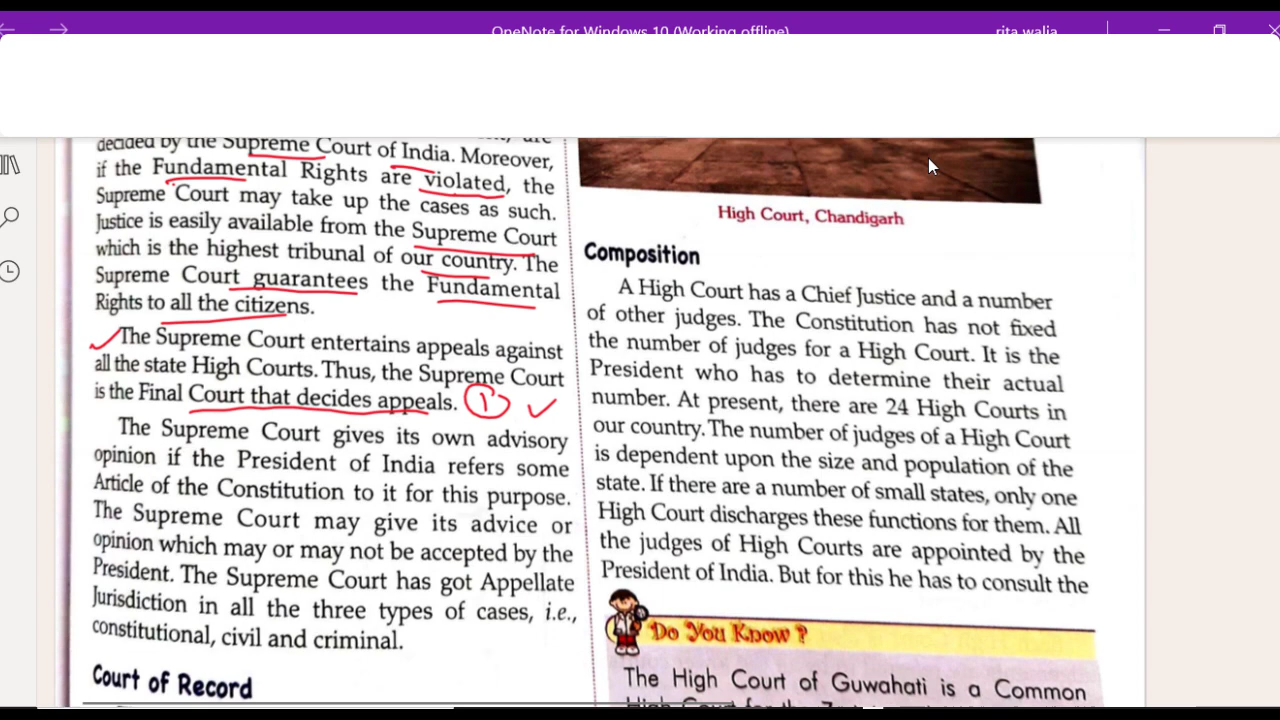 OneNote for Windows 10 (Working offline)
rita walia
decided by the Supreme Court of India. Moreover,
if the Fundamental Rights are violated, the
Supreme Court may take up the cases as such.
Justice is easily available from the Supreme Court
which is the highest tribunal of our country. The
Supreme Court guarantees the Fundamental
Rights to all the citizens.
The Supreme Court entertains appeals against
all the state High Courts. Thus, the Supreme Court
is the Final Court that decides appeals. 1
The Supreme Court gives its own advisory
opinion if the President of India refers some
Article of the Constitution to it for this purpose.
The Supreme Court may give its advice or
opinion which may or may not be accepted by the
President. The Supreme Court has got Appellate
Jurisdiction in all the three types of cases, i.e.,
constitutional, civil and criminal.
Court of Record
High Court, Chandigarh
Composition
A High Court has a Chief Justice and a number
of other judges. The Constitution has not fixed
the number of judges for a High Court. It is the
President who has to determine their actual
number. At present, there are 24 High Courts in
our country. The number of judges of a High Court
is dependent upon the size and population of the
state. If there are a number of small states, only one
High Court discharges these functions for them. All
the judges of High Courts are appointed by the
President of India. But for this he has to consult the
Do You Know ?
The High Court of Guwahati is a Common
High Court for the